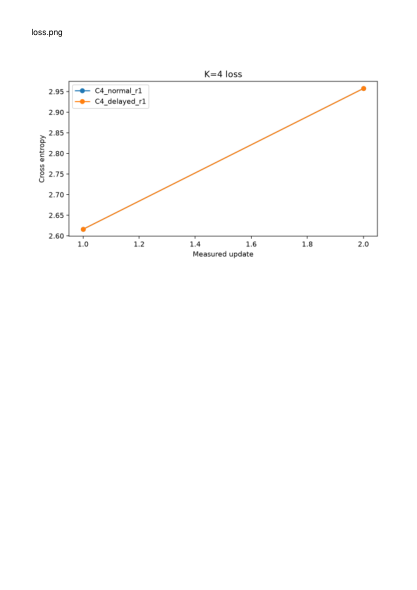 loss.png
K=4 loss
C4_normal_r1
C4_delayed_r1
Cross entropy
2.95
2.90
2.85
2.80
2.75
2.70
2.65
2.60
1.0 1.2 1.4 1.6 1.8 2.0
Measured update